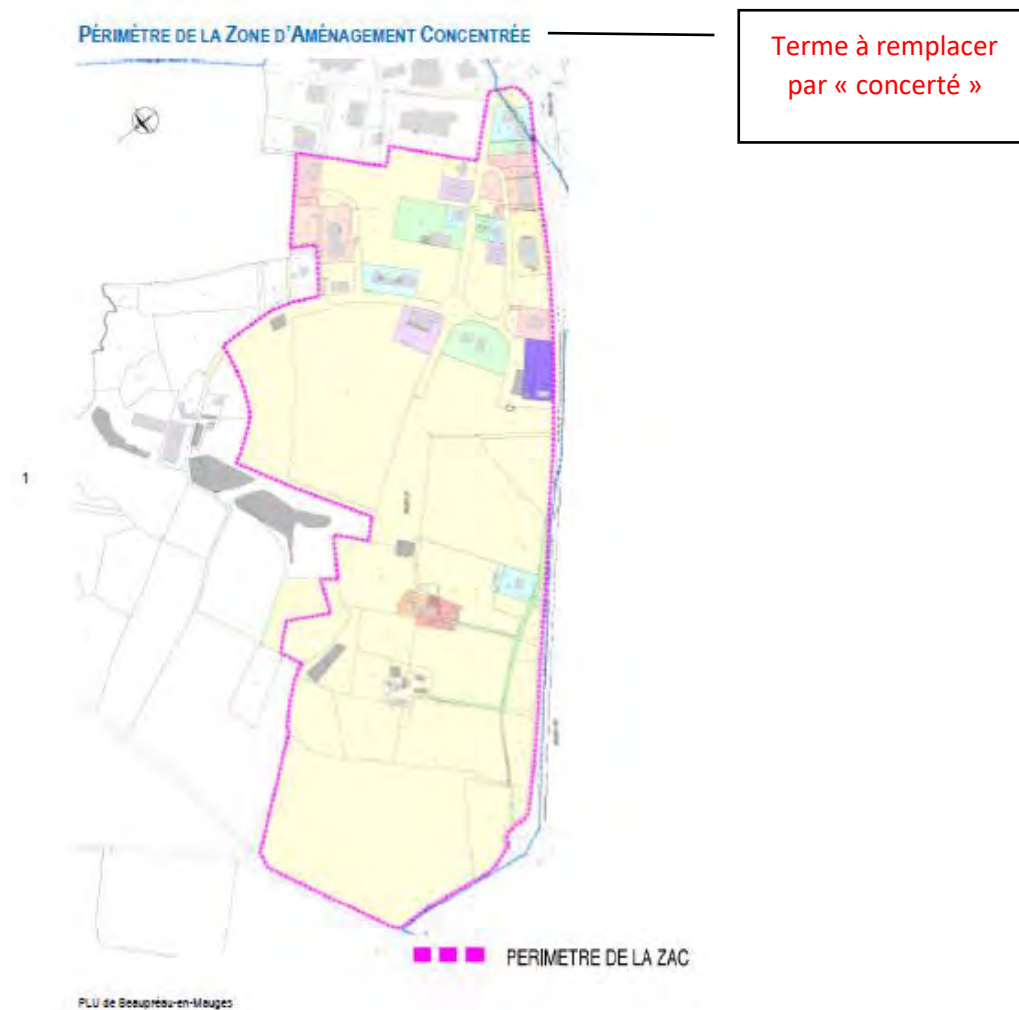 PÉRIMÈTRE DE LA ZONE D'AMÉNAGEMENT CONCENTRÉE
Terme à remplacer
par « concerté »
1
PERIMETRE DE LA ZAC
PLU de Beaupréau-en-Mauges